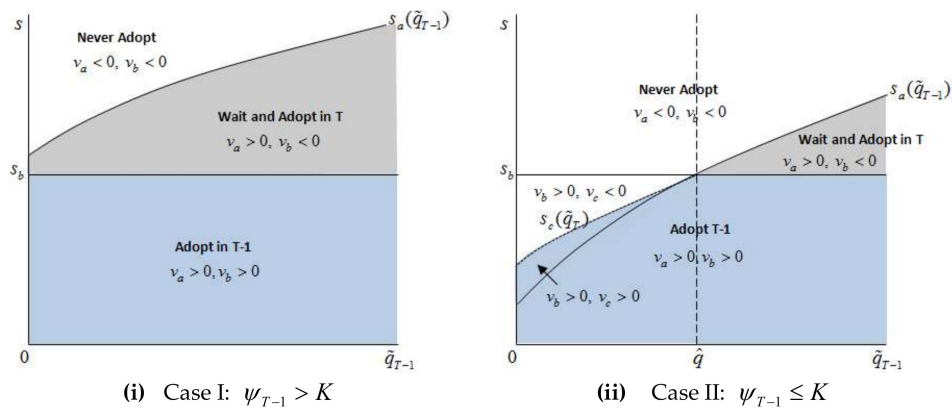 s
s_a(q̃_{T-1})
Never Adopt
v_a < 0, v_b < 0
Wait and Adopt in T
v_a > 0, v_b < 0
s_b
Adopt in T-1
v_a > 0, v_b > 0
0
q̃_{T-1}
(i) Case I: ψ_{T-1} > K
s
Never Adopt
v_a < 0, v_b < 0
s_a(q̃_{T-1})
Wait and Adopt in T
v_a > 0, v_b < 0
s_b
v_b > 0, v_c < 0
s_c(q̃_T)
Adopt T-1
v_a > 0, v_b > 0
v_b > 0, v_c > 0
0
q̂
q̃_{T-1}
(ii) Case II: ψ_{T-1} ≤ K